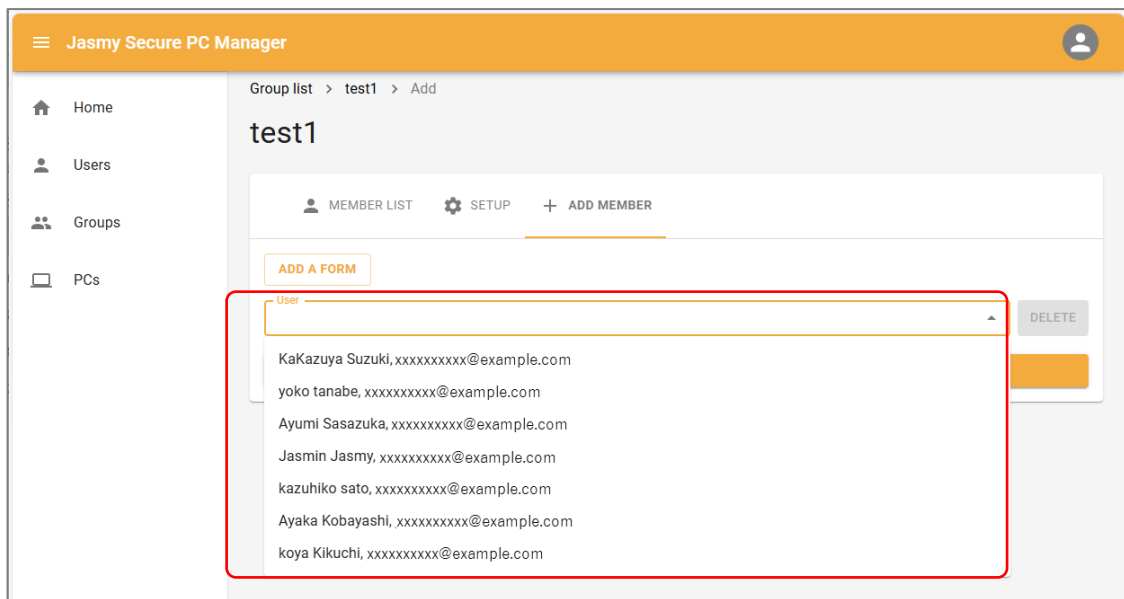 Jasmy Secure PC Manager
Home
Users
Groups
PCs
Group list > test1 > Add
test1
MEMBER LIST SETUP + ADD MEMBER
ADD A FORM
User
DELETE
KaKazuya Suzuki, xxxxxxxxxx@example.com
yoko tanabe, xxxxxxxxxx@example.com
Ayumi Sasazuka, xxxxxxxxxx@example.com
Jasmin Jasmy, xxxxxxxxxx@example.com
kazuhiko sato, xxxxxxxxxx@example.com
Ayaka Kobayashi, xxxxxxxxxx@example.com
koya Kikuchi, xxxxxxxxxx@example.com